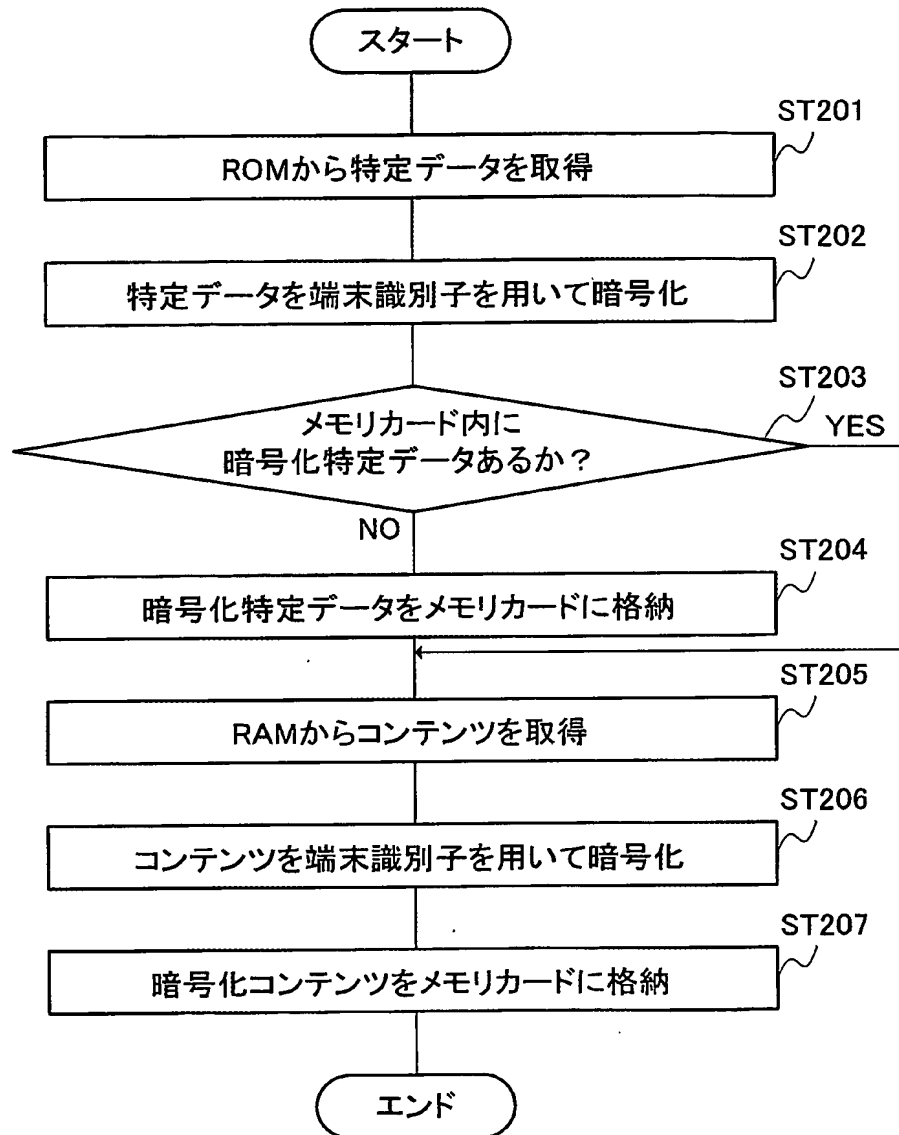 スタート
ST201
ROMから特定データを取得
ST202
特定データを端末識別子を用いて暗号化
ST203
メモリカード内に
暗号化特定データあるか?
YES
NO
ST204
暗号化特定データをメモリカードに格納
ST205
RAMからコンテンツを取得
ST206
コンテンツを端末識別子を用いて暗号化
ST207
暗号化コンテンツをメモリカードに格納
エンド